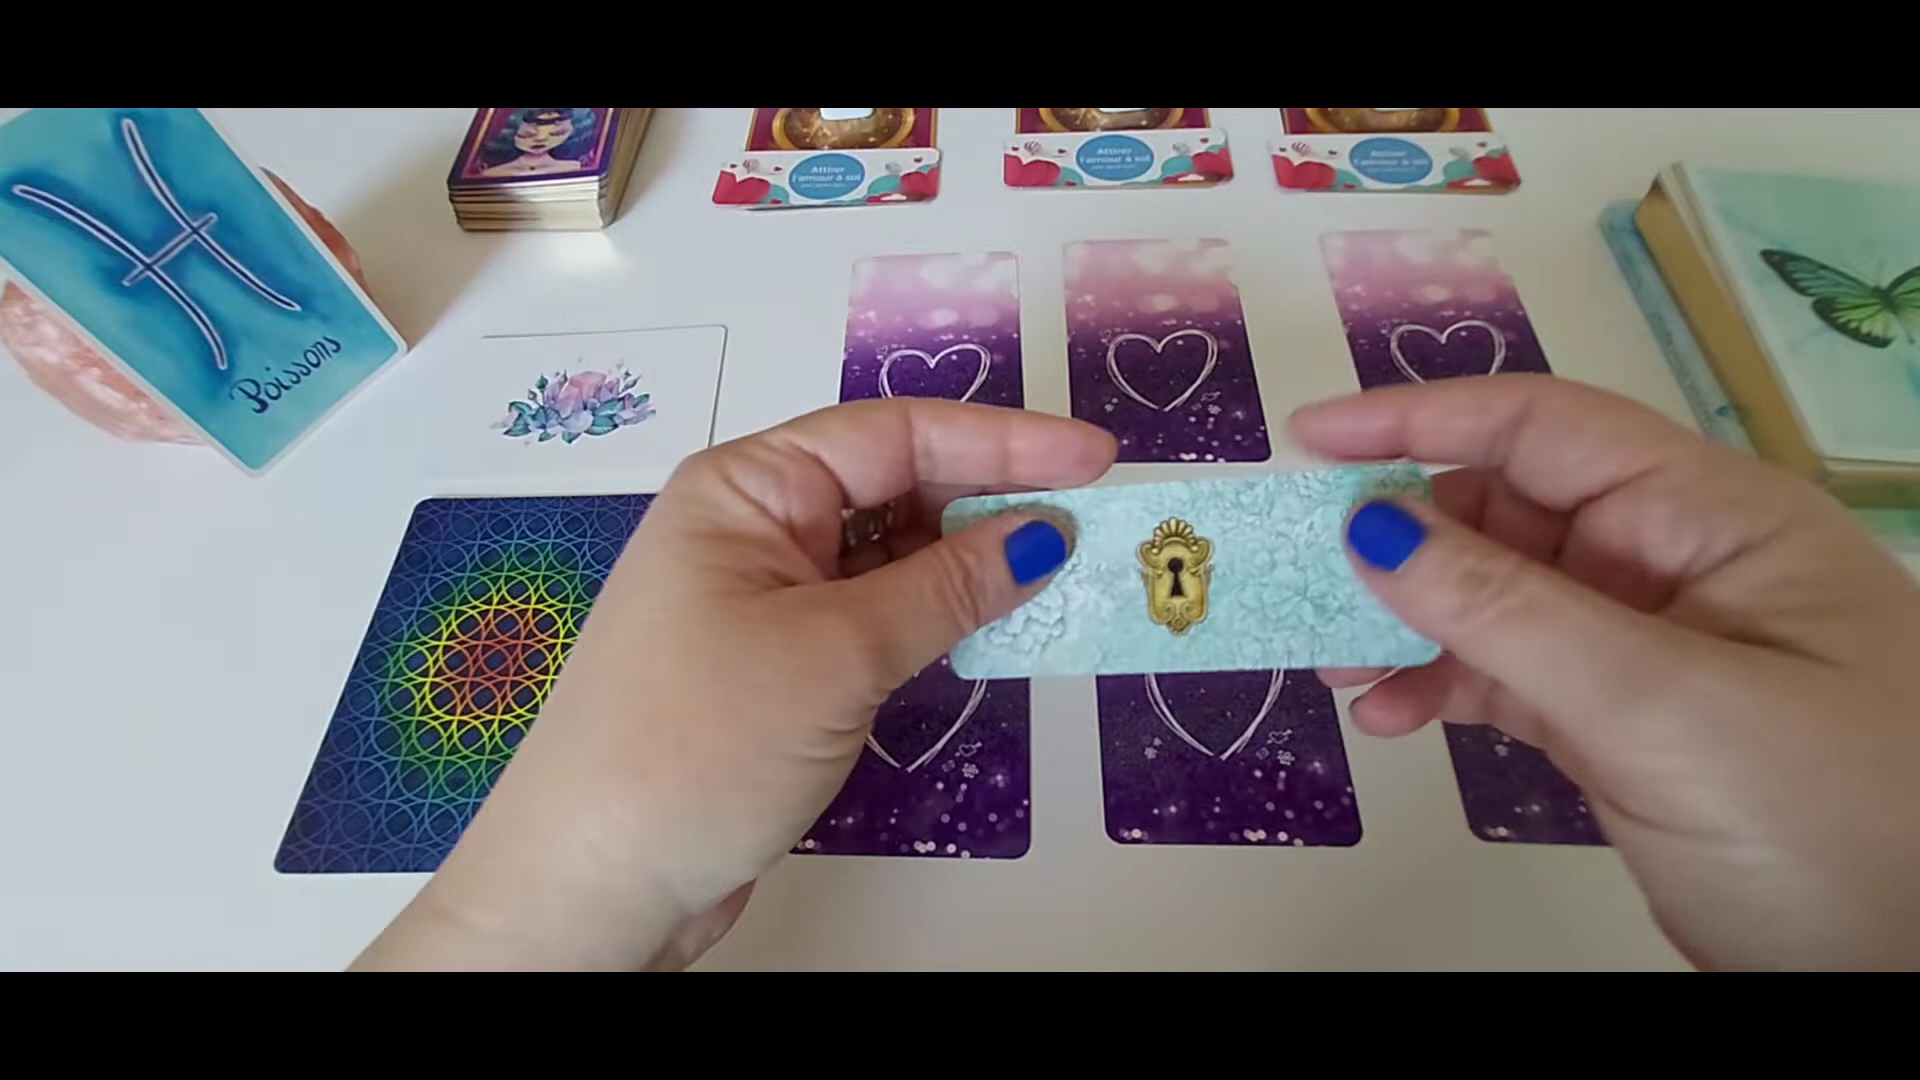 Poissons
Attirer
l'amour à soi
Attirer
l'amour à soi
Attirer
l'amour à soi